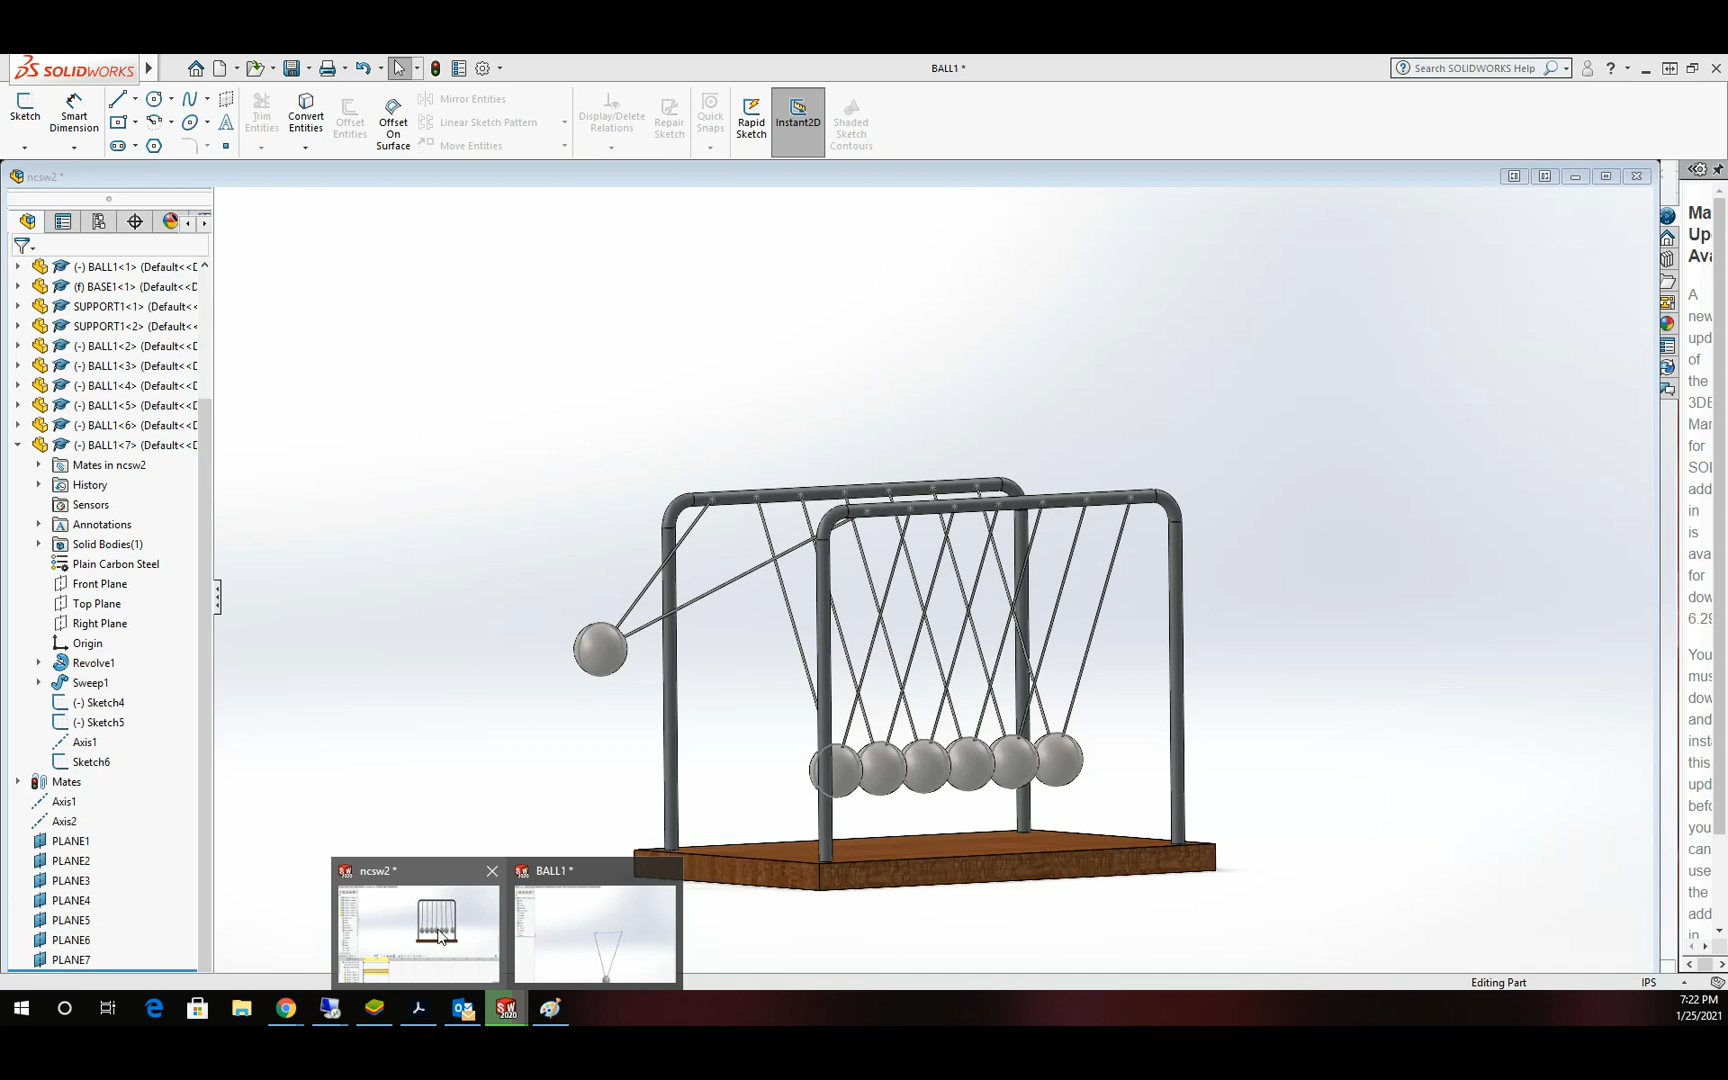 SOLIDWORKS
BALL1 *
Search SOLIDWORKS Help
Sketch
Smart Dimension
Trim Entities
Convert Entities
Offset Entities
Offset On Surface
Mirror Entities
Linear Sketch Pattern
Move Entities
Display/Delete Relations
Repair Sketch
Quick Snaps
Rapid Sketch
Instant2D
Shaded Sketch Contours
ncsw2 *
(-) BALL1<1> (Default<<D
(f) BASE1<1> (Default<<D
SUPPORT1<1> (Default<<
SUPPORT1<2> (Default<<
(-) BALL1<2> (Default<<D
(-) BALL1<3> (Default<<D
(-) BALL1<4> (Default<<D
(-) BALL1<5> (Default<<D
(-) BALL1<6> (Default<<D
(-) BALL1<7> (Default<<D
Mates in ncsw2
History
Sensors
Annotations
Solid Bodies(1)
Plain Carbon Steel
Front Plane
Top Plane
Right Plane
Origin
Revolve1
Sweep1
(-) Sketch4
(-) Sketch5
Axis1
Sketch6
Mates
Axis1
Axis2
PLANE1
PLANE2
PLANE3
PLANE4
PLANE5
PLANE6
PLANE7
Ma
Up
Ava
A
new
upd
of
the
3DE
Mar
for
SOL
add
in
is
ava
for
dow
6.29
You
mus
dow
and
inst
this
upd
befo
you
can
use
the
add
in
ncsw2 *
BALL1 *
Editing Part
IPS
7:22 PM
1/25/2021
SW
2020